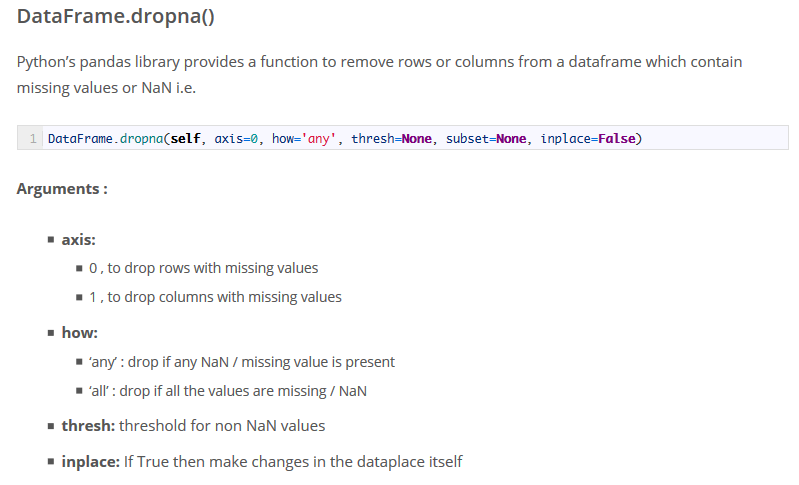 DataFrame.dropna()
Python’s pandas library provides a function to remove rows or columns from a dataframe which contain
missing values or NaN i.e.
1 DataFrame.dropna(self, axis=0, how='any', thresh=None, subset=None, inplace=False)
Arguments :
▪ axis:
▪ 0 , to drop rows with missing values
▪ 1 , to drop columns with missing values
▪ how:
▪ ‘any’ : drop if any NaN / missing value is present
▪ ‘all’ : drop if all the values are missing / NaN
▪ thresh: threshold for non NaN values
▪ inplace: If True then make changes in the dataplace itself